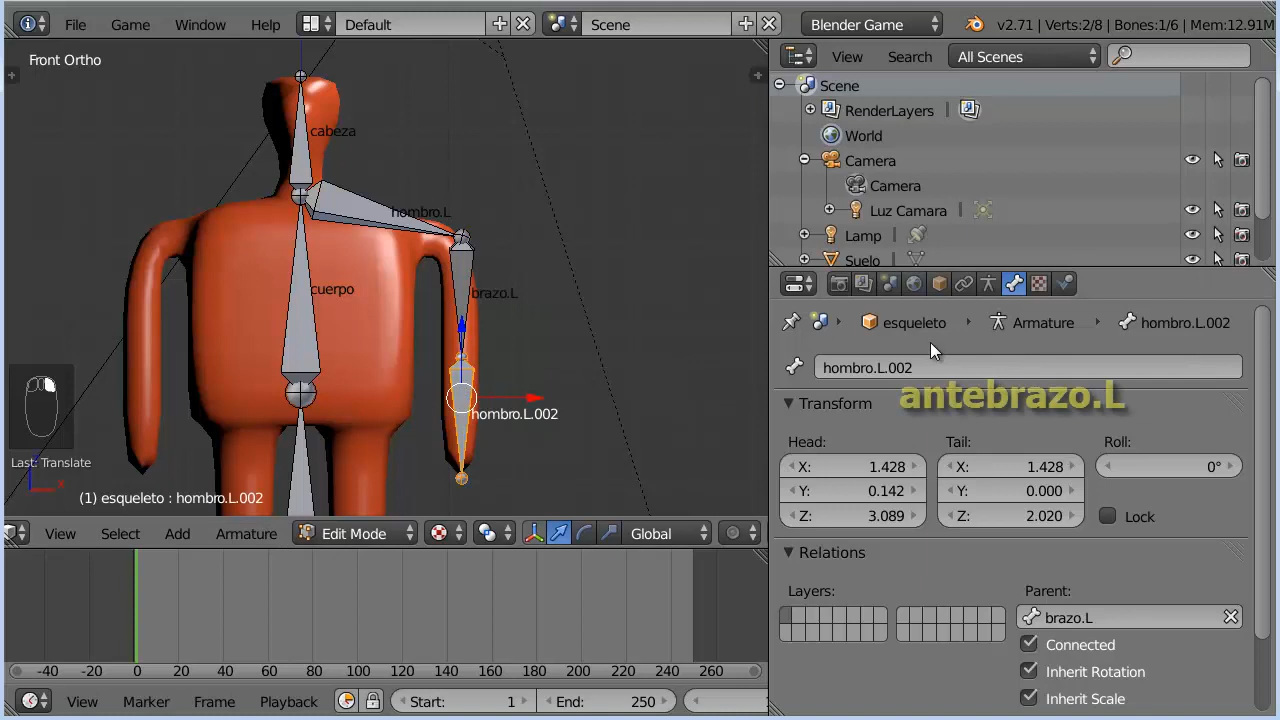 File Game Window Help Default Scene Blender Game v2.71 | Verts:2/8 | Bones:1/6 | Mem:12.91M
Front Ortho
cabeza
hombro.L
cuerpo
brazo.L
hombro.L.002
Last: Translate
x
(1) esqueleto : hombro.L.002
View Select Add Armature Edit Mode Global
-40 -20 0 20 40 60 80 100 120 140 160 180 200 220 240 260
View Marker Frame Playback Start: 1 End: 250
View Search All Scenes
Scene
RenderLayers
World
Camera
Camera
Luz Camara
Lamp
Suelo
esqueleto Armature hombro.L.002
hombro.L.002
antebrazo.L
Transform
Head: Tail: Roll:
X: 1.428 X: 1.428 0°
Y: 0.142 Y: 0.000
Z: 3.089 Z: 2.020 Lock
Relations
Layers: Parent:
brazo.L
Connected
Inherit Rotation
Inherit Scale